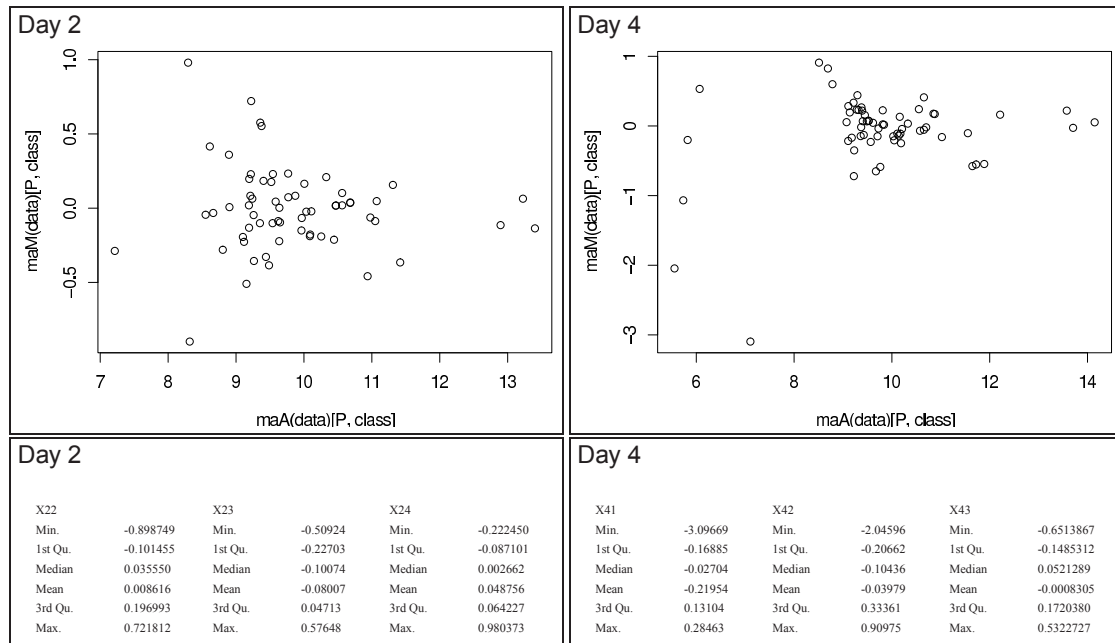 Day 2
1.0
0.5
0.0
−0.5
maM(data)[P, class]
7 8 9 10 11 12 13
maA(data)[P, class]
Day 4
1
0
−1
−2
−3
maM(data)[P, class]
6 8 10 12 14
maA(data)[P, class]
Day 2
X22 X23 X24
Min. -0.898749 Min. -0.50924 Min. -0.222450
1st Qu. -0.101455 1st Qu. -0.22703 1st Qu. -0.087101
Median 0.035550 Median -0.10074 Median 0.002662
Mean 0.008616 Mean -0.08007 Mean 0.048756
3rd Qu. 0.196993 3rd Qu. 0.04713 3rd Qu. 0.064227
Max. 0.721812 Max. 0.57648 Max. 0.980373
Day 4
X41 X42 X43
Min. -3.09669 Min. -2.04596 Min. -0.6513867
1st Qu. -0.16885 1st Qu. -0.20662 1st Qu. -0.1485312
Median -0.02704 Median -0.10436 Median 0.0521289
Mean -0.21954 Mean -0.03979 Mean -0.0008305
3rd Qu. 0.13104 3rd Qu. 0.33361 3rd Qu. 0.1720380
Max. 0.28463 Max. 0.90975 Max. 0.5322727